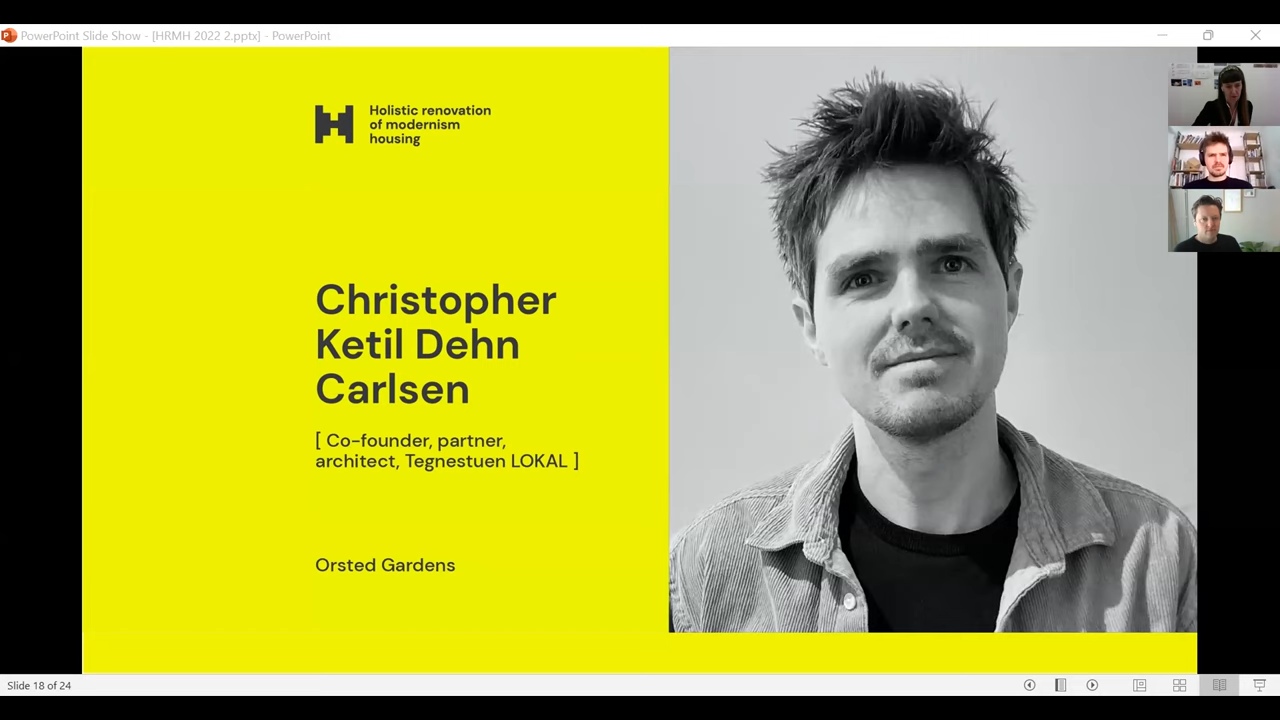 PowerPoint Slide Show - [HRMH 2022 2.pptx] - PowerPoint
Holistic renovation
of modernism
housing
Christopher
Ketil Dehn
Carlsen
[ Co-founder, partner,
architect, Tegnestuen LOKAL ]
Orsted Gardens
Slide 18 of 24